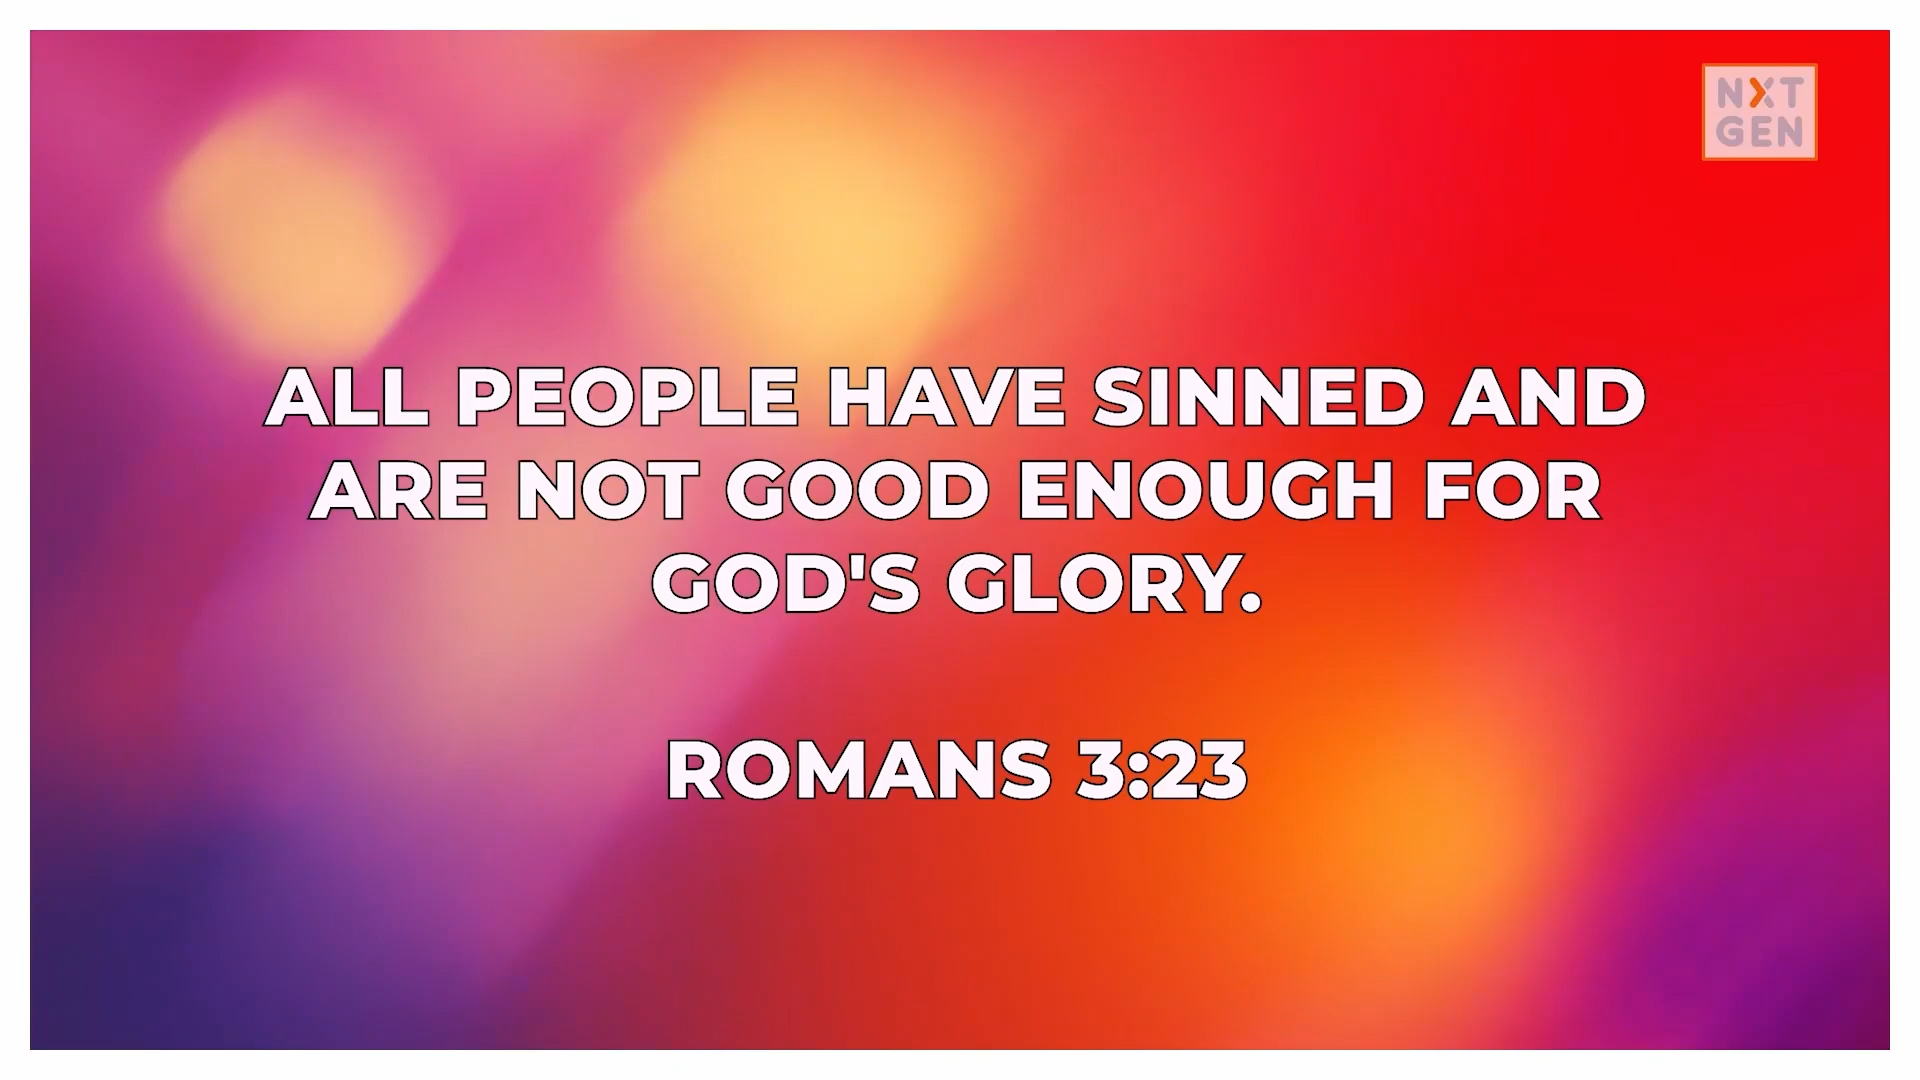 NXT
GEN
ALL PEOPLE HAVE SINNED AND
ARE NOT GOOD ENOUGH FOR
GOD'S GLORY.
ROMANS 3:23